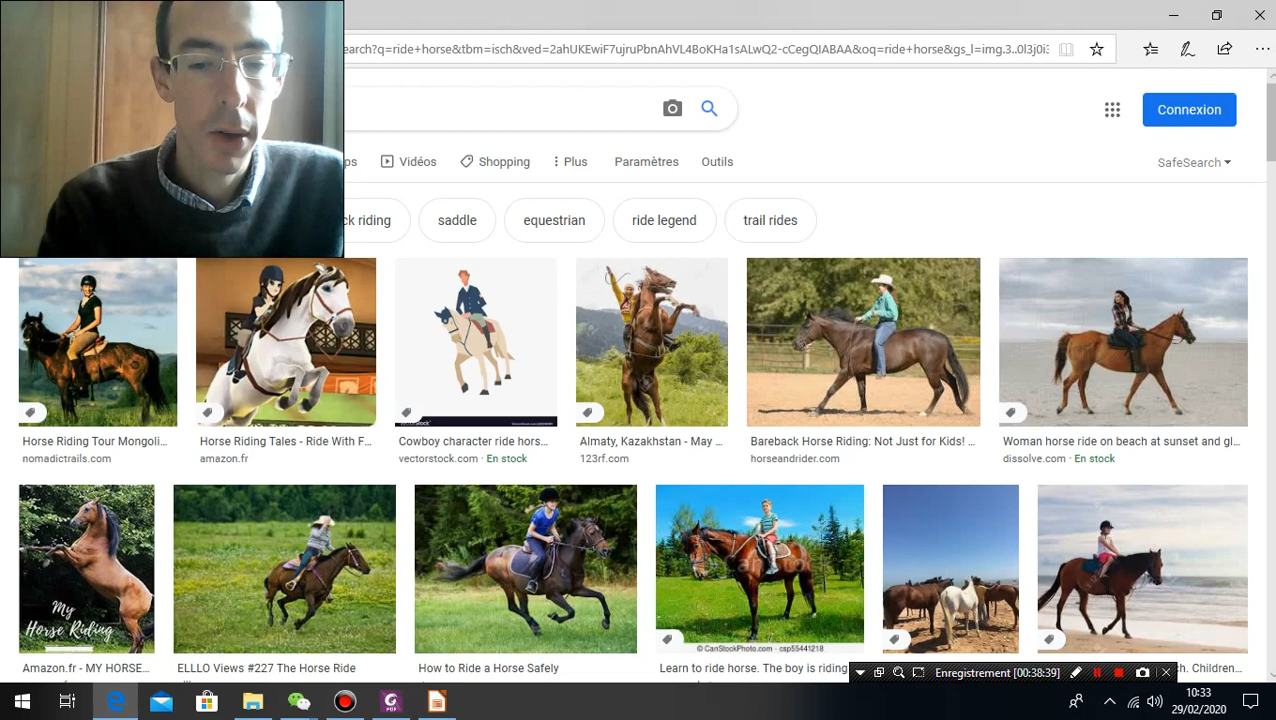 search?q=ride+horse&tbm=isch&ved=2ahUKEwiF7ujruPbnAhVL4BoKHa1sALwQ2-cCegQIABAA&oq=ride+horse&gs_l=img.3..0l3j0i3
Connexion
Vidéos Shopping Plus Paramètres Outils SafeSearch
ck riding saddle equestrian ride legend trail rides
Horse Riding Tour Mongoli... Horse Riding Tales - Ride With F... Cowboy character ride hors... Almaty, Kazakhstan - May ... Bareback Horse Riding: Not Just for Kids! ... Woman horse ride on beach at sunset and gl...
nomadictrails.com amazon.fr vectorstock.com · En stock 123rf.com horseandrider.com dissolve.com · En stock
My
Horse Riding
© CanStockPhoto.com - csp55441218
Amazon.fr - MY HORSE... ELLLO Views #227 The Horse Ride How to Ride a Horse Safely Learn to ride horse. The boy is riding ch. Children...
Enregistrement [00:38:39]
PDF
10:33
29/02/2020